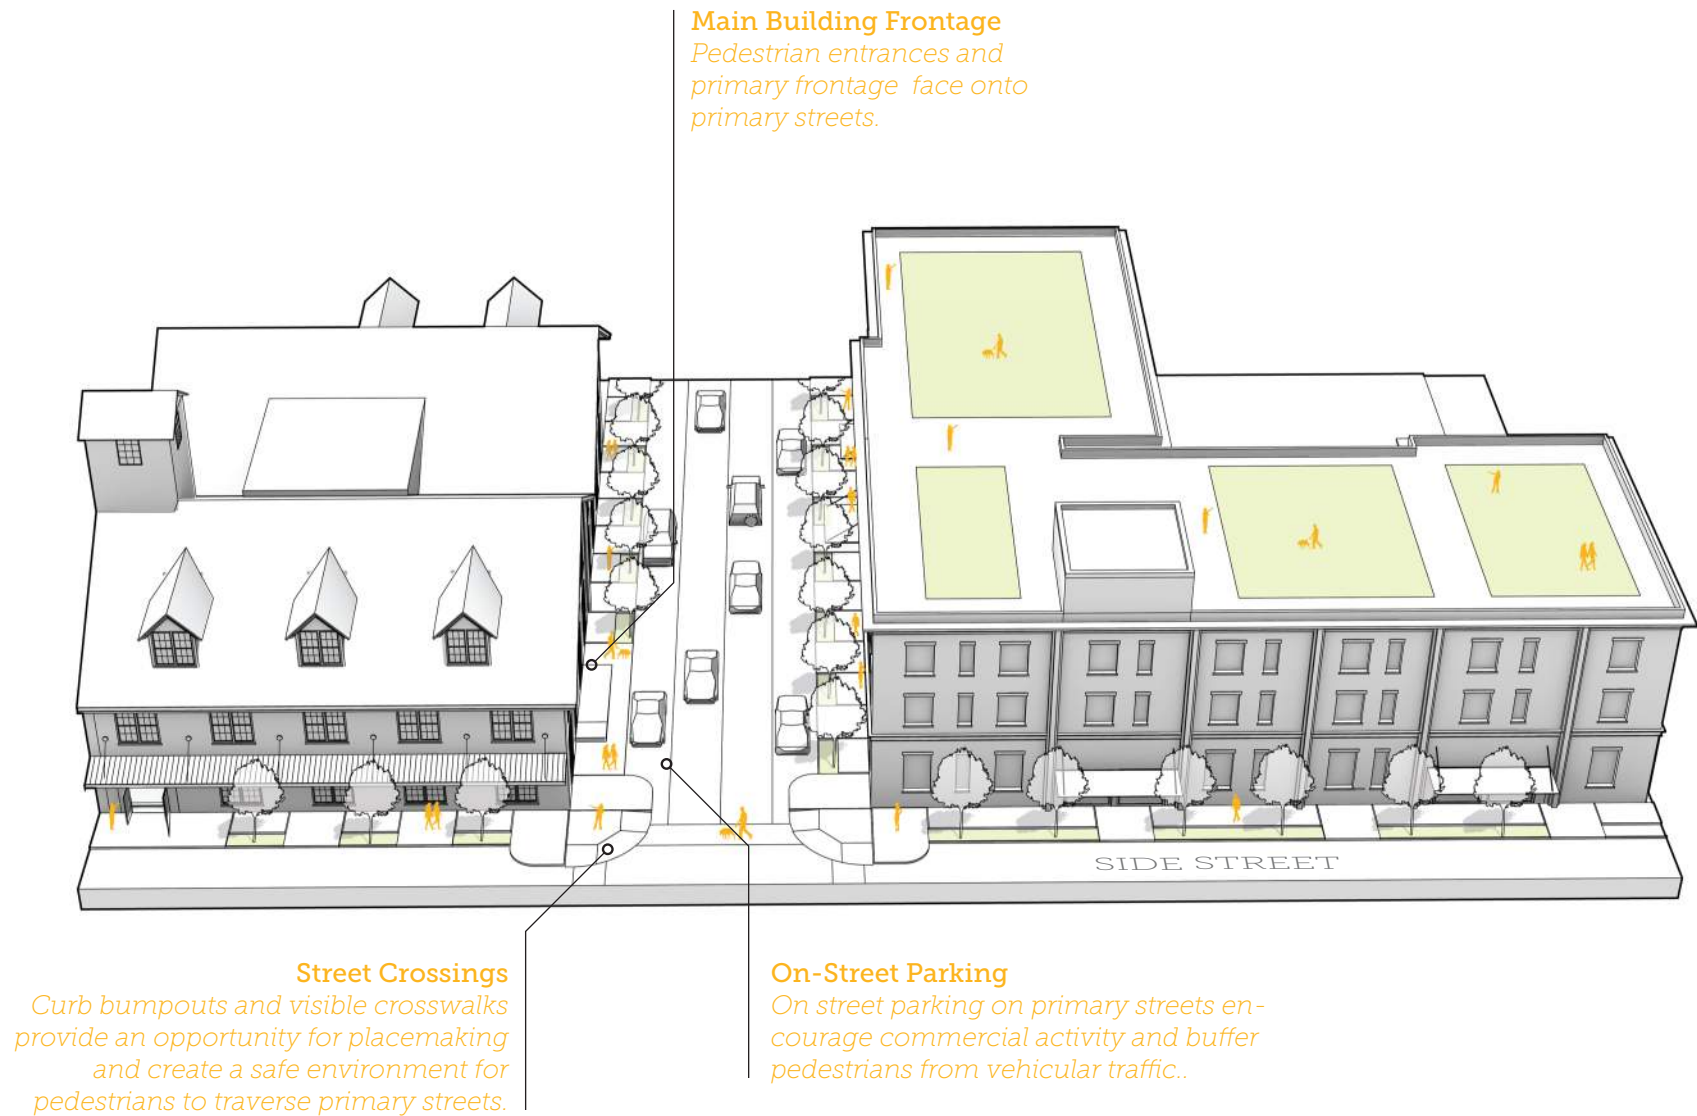 Main Building Frontage
Pedestrian entrances and
primary frontage face onto
primary streets.
SIDE STREET
Street Crossings
Curb bumpouts and visible crosswalks
provide an opportunity for placemaking
and create a safe environment for
pedestrians to traverse primary streets.
On-Street Parking
On street parking on primary streets en-
courage commercial activity and buffer
pedestrians from vehicular traffic..